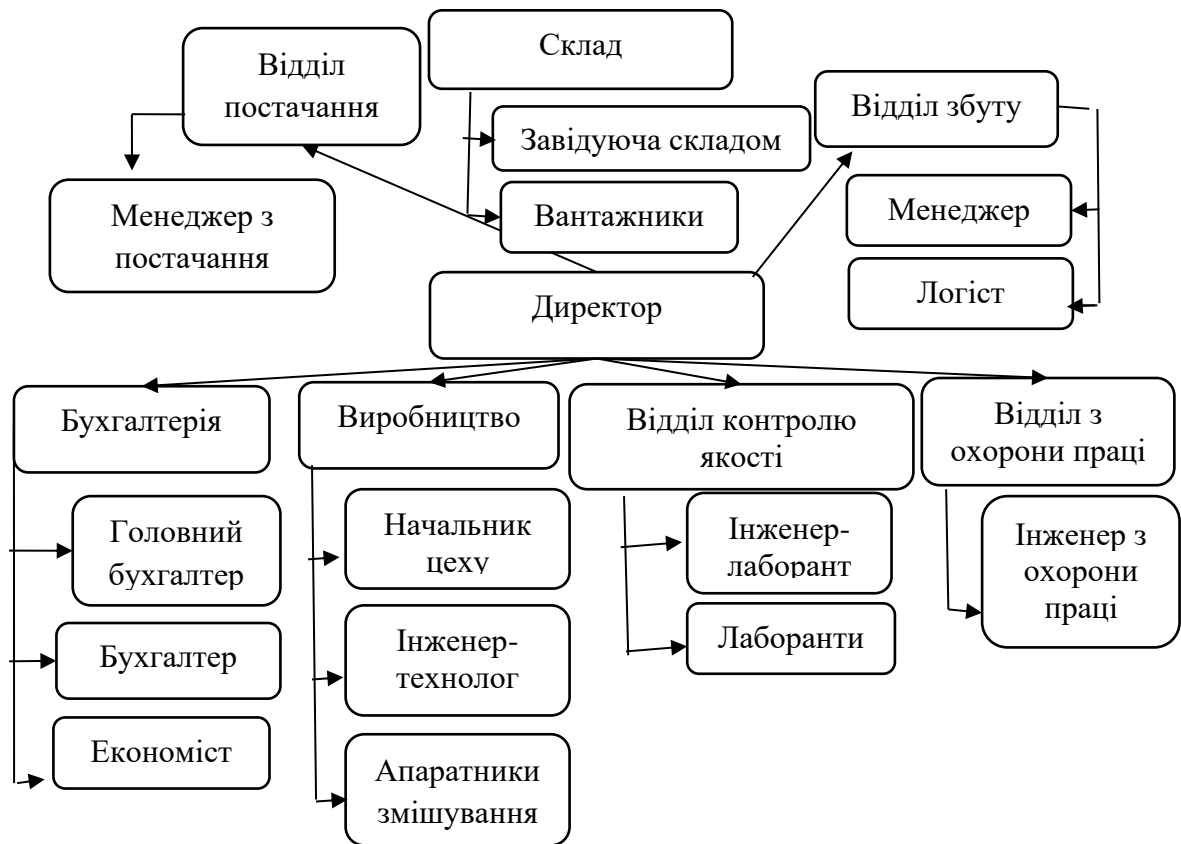 Відділ
постачання
Склад
Відділ збуту
Завідуюча складом
Менеджер з
постачання
Вантажники
Менеджер
Логіст
Директор
Бухгалтерія
Виробництво
Відділ контролю
якості
Відділ з
охорони праці
Головний
бухгалтер
Начальник
цеху
Інженер-
лаборант
Інженер з
охорони
праці
Бухгалтер
Інженер-
технолог
Лаборанти
Економіст
Апаратники
змішування